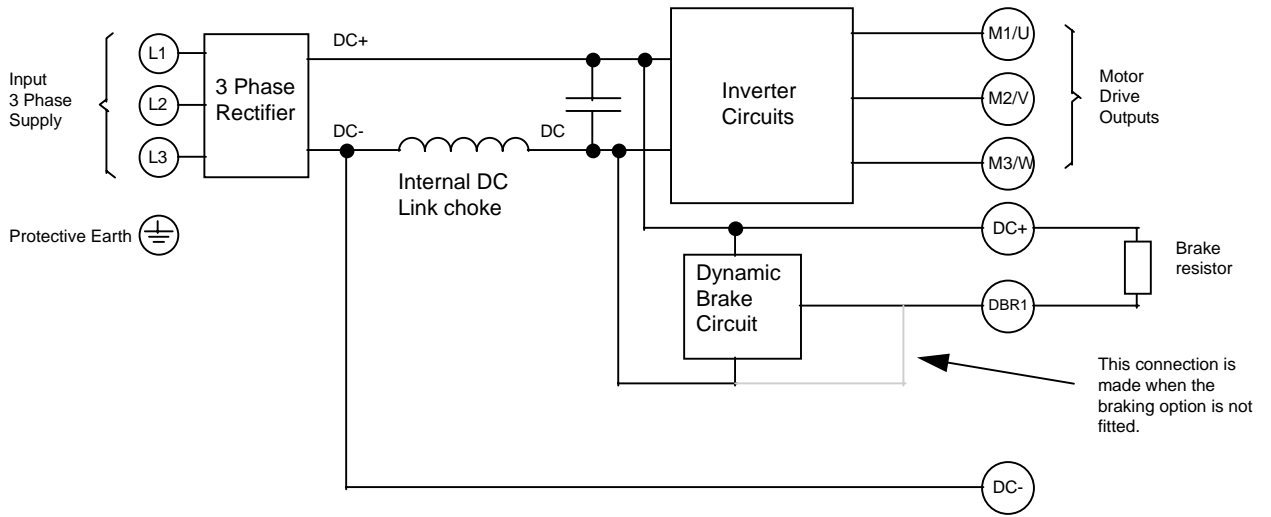 Input
3 Phase
Supply
L1
L2
L3
3 Phase
Rectifier
DC+
DC-
DC
Internal DC
Link choke
Inverter
Circuits
M1/U
M2/V
M3/W
Motor
Drive
Outputs
Protective Earth
DC+
Dynamic
Brake
Circuit
DBR1
Brake
resistor
This connection is
made when the
braking option is not
fitted.
DC-